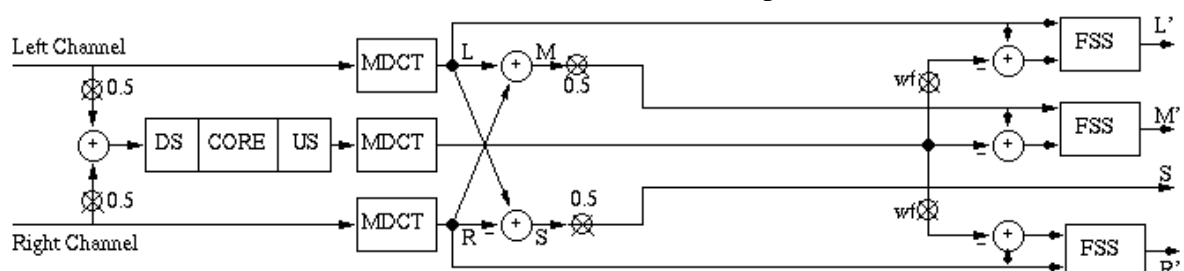 L'
Left Channel
FSS
MDCT
L
M
wf
0.5
0.5
M'
FSS
DS
CORE
US
MDCT
S
0.5
0.5
wf
MDCT
R
S
Right Channel
FSS
R'